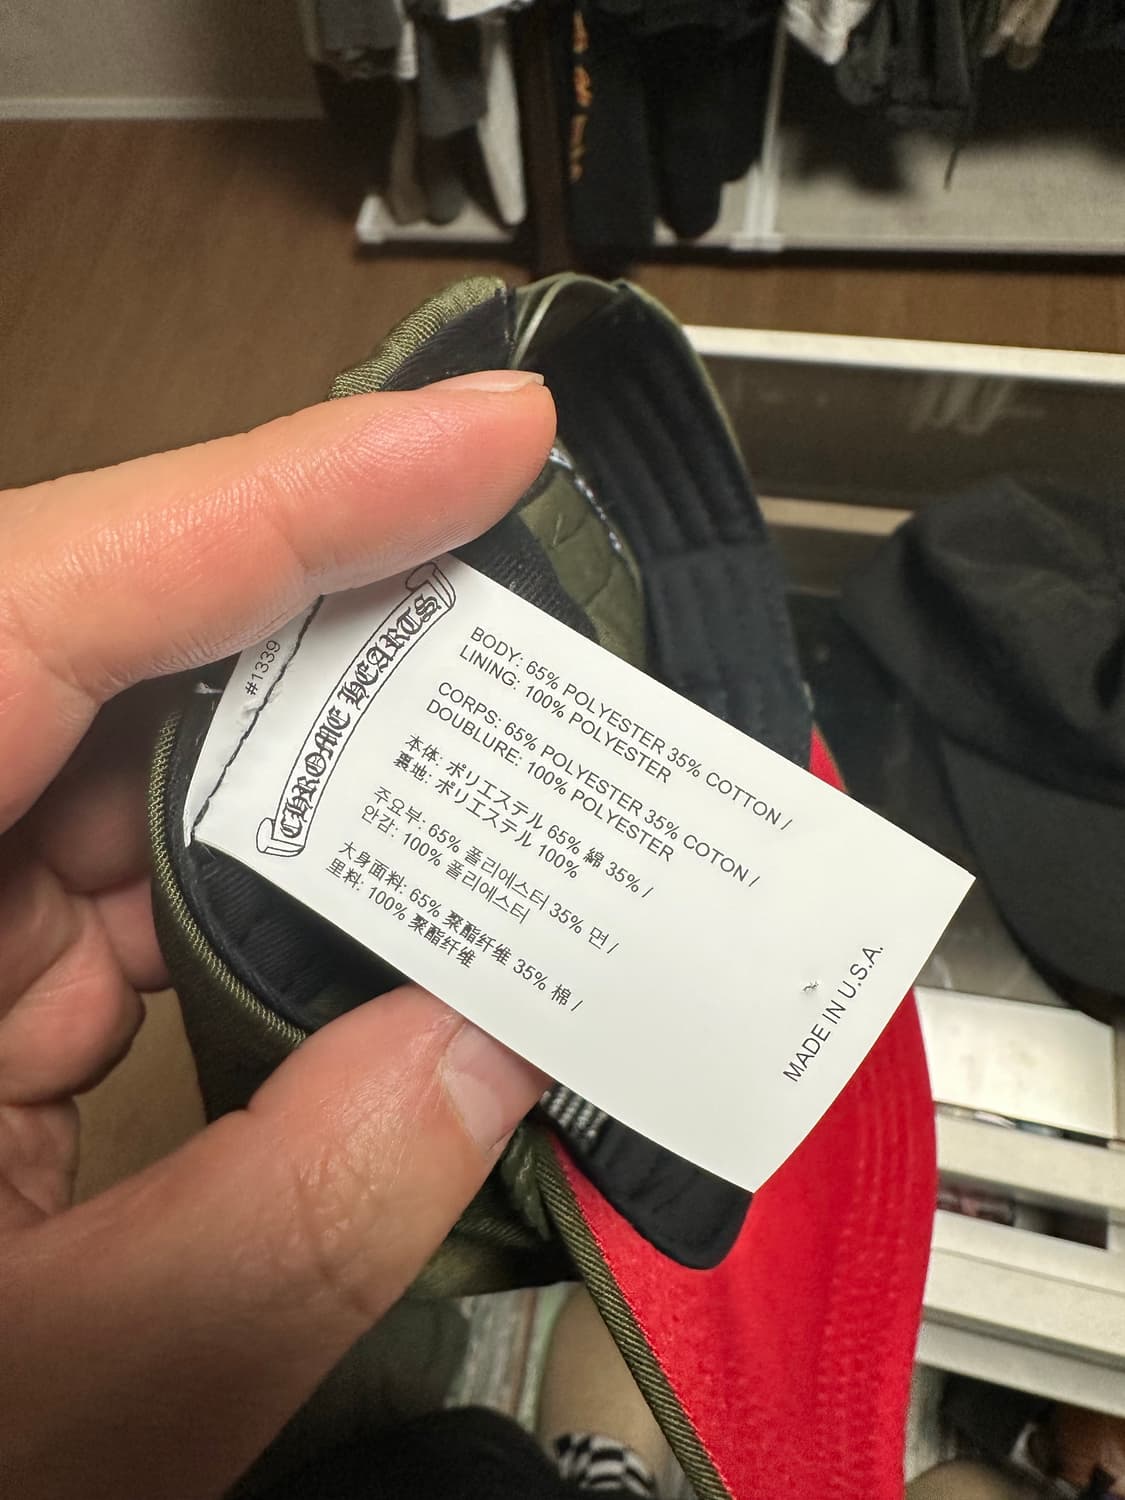 #1339
CHROME HEARTS
BODY: 65% POLYESTER 35% COTTON /
LINING: 100% POLYESTER
CORPS: 65% POLYESTER 35% COTON /
DOUBLURE: 100% POLYESTER
本体: ポリエステル 65% 綿 35% /
裏地: ポリエステル 100%
주요부: 65% 폴리에스터 35% 면 /
안감: 100% 폴리에스터
大身面料: 65% 聚酯纤维 35% 棉 /
里料: 100% 聚酯纤维
MADE IN U.S.A.